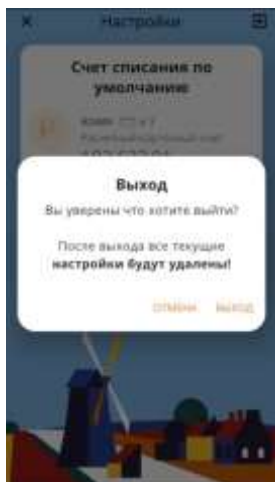 Настройки
Счет списания по
умолчанию
Выход
Вы уверены что хотите выйти?
После выхода все текущие
настройки будут удалены!
ОТМЕНА ВЫХОД